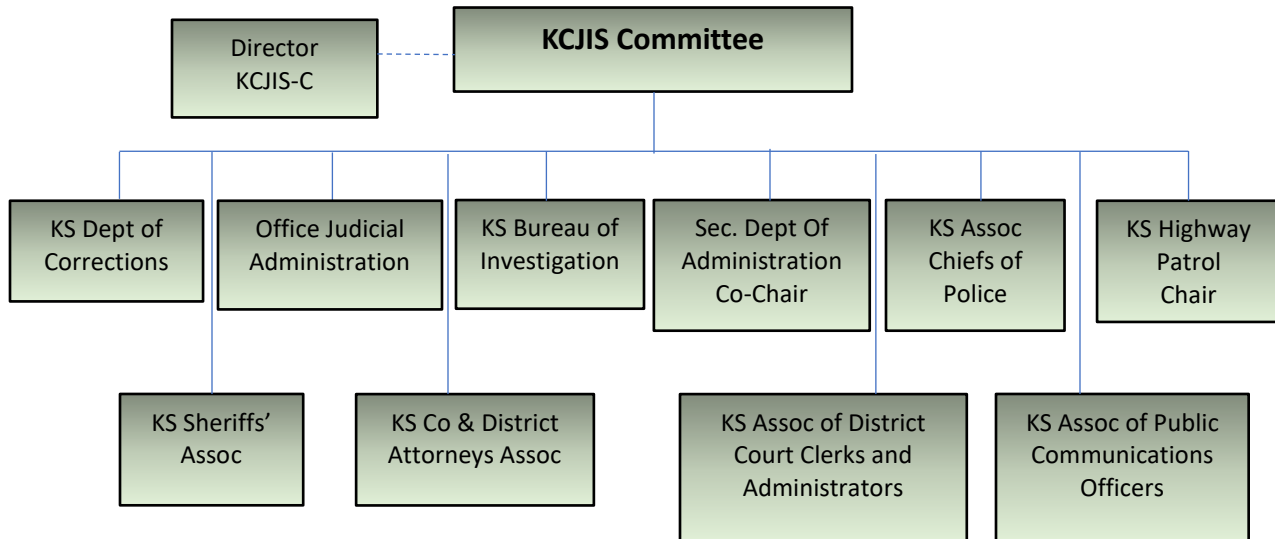 Director
KCJIS-C
KCJIS Committee
KS Dept of
Corrections
Office Judicial
Administration
KS Bureau of
Investigation
Sec. Dept Of
Administration
Co-Chair
KS Assoc
Chiefs of
Police
KS Highway
Patrol
Chair
KS Sheriffs’
Assoc
KS Co & District
Attorneys Assoc
KS Assoc of District
Court Clerks and
Administrators
KS Assoc of Public
Communications
Officers